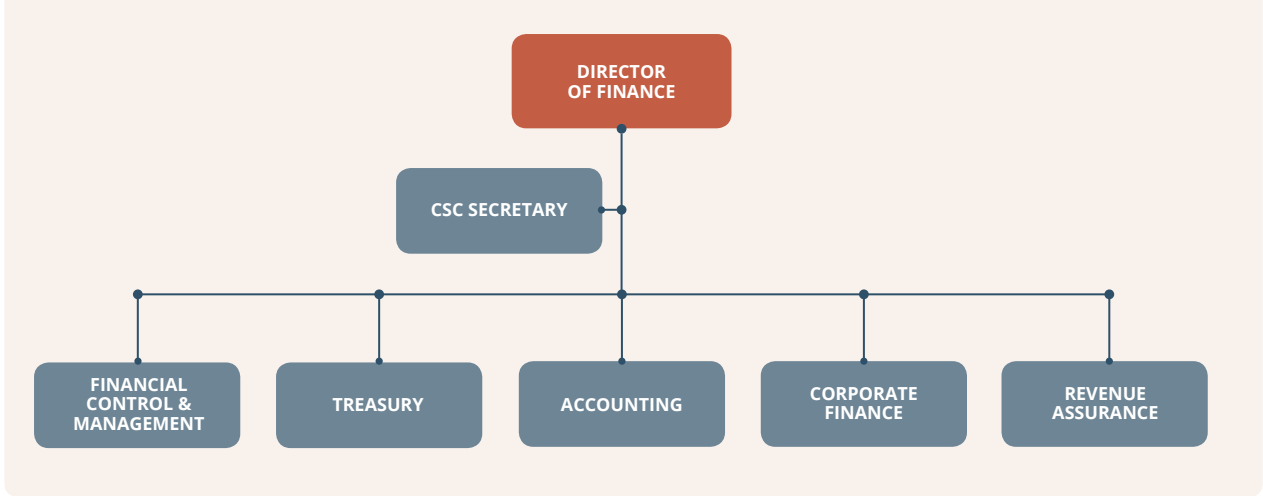 DIRECTOR
OF FINANCE
CSC SECRETARY
FINANCIAL
CONTROL &
MANAGEMENT
TREASURY
ACCOUNTING
CORPORATE
FINANCE
REVENUE
ASSURANCE